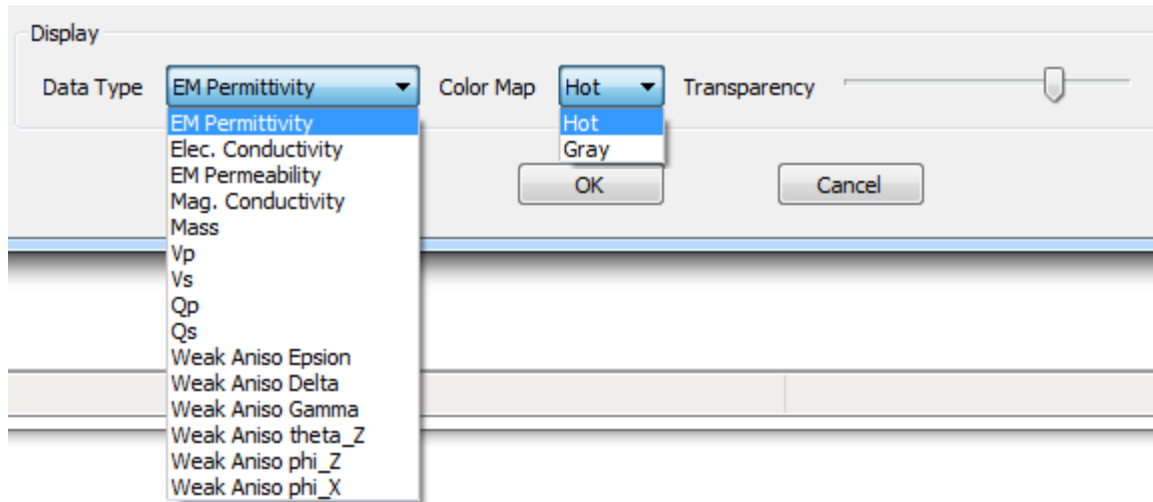 Display
Data Type EM Permittivity Color Map Hot Transparency
EM Permittivity
Elec. Conductivity
EM Permeability
Mag. Conductivity
Mass
Vp
Vs
Qp
Qs
Weak Aniso Epsion
Weak Aniso Delta
Weak Aniso Gamma
Weak Aniso theta_Z
Weak Aniso phi_Z
Weak Aniso phi_X
Hot
Gray
OK Cancel